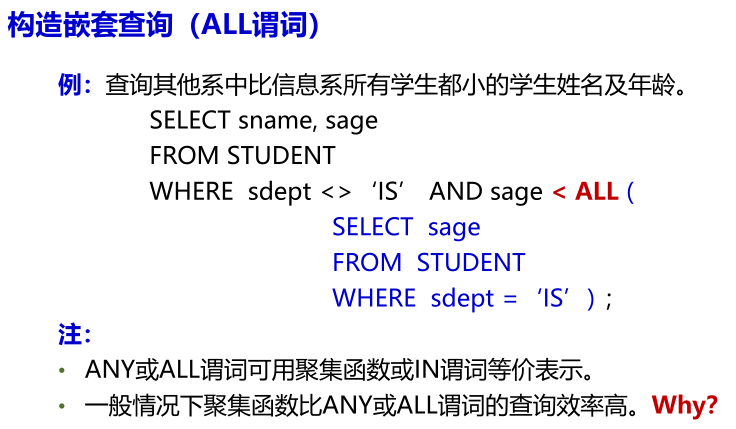 构造嵌套查询（ALL谓词）
例：查询其他系中比信息系所有学生都小的学生姓名及年龄。
SELECT sname, sage
FROM STUDENT
WHERE sdept <>‘IS’ AND sage < ALL (
SELECT sage
FROM STUDENT
WHERE sdept =‘IS’) ;
注：
• ANY或ALL谓词可用聚集函数或IN谓词等价表示。
• 一般情况下聚集函数比ANY或ALL谓词的查询效率高。Why?